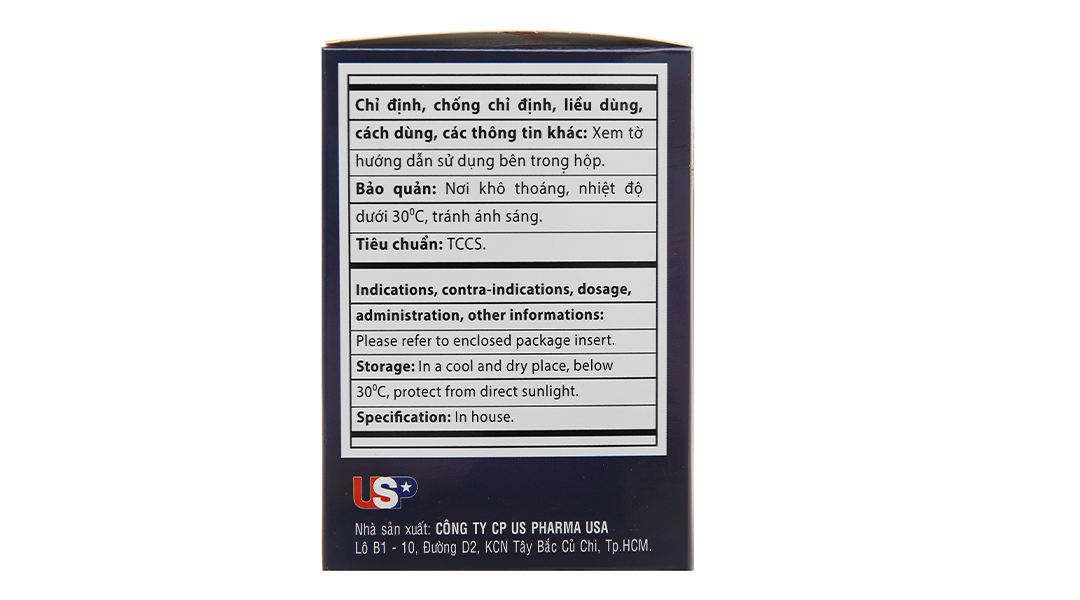 Chỉ định, chống chỉ định, liều dùng,
cách dùng, các thông tin khác: Xem tờ
hướng dẫn sử dụng bên trong hộp.
Bảo quản: Nơi khô thoáng, nhiệt độ
dưới 30⁰C, tránh ánh sáng.
Tiêu chuẩn: TCCS.
Indications, contra-indications, dosage,
administration, other informations:
Please refer to enclosed package insert.
Storage: In a cool and dry place, below
30⁰C, protect from direct sunlight.
Specification: In house.
USP
Nhà sản xuất: CÔNG TY CP US PHARMA USA
Lô B1 - 10, Đường D2, KCN Tây Bắc Củ Chi, Tp.HCM.